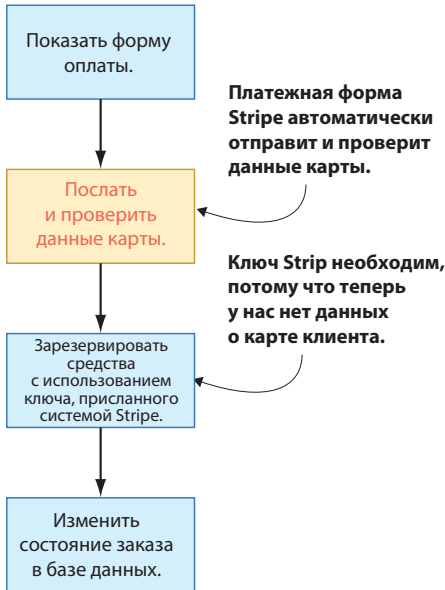 Показать форму
оплаты.
Платежная форма
Stripe автоматически
отправит и проверит
данные карты.
Послать
и проверить
данные карты.
Ключ Strip необходим,
потому что теперь
у нас нет данных
о карте клиента.
Зарезервировать
средства
с использованием
ключа, присланного
системой Stripe.
Изменить
состояние заказа
в базе данных.